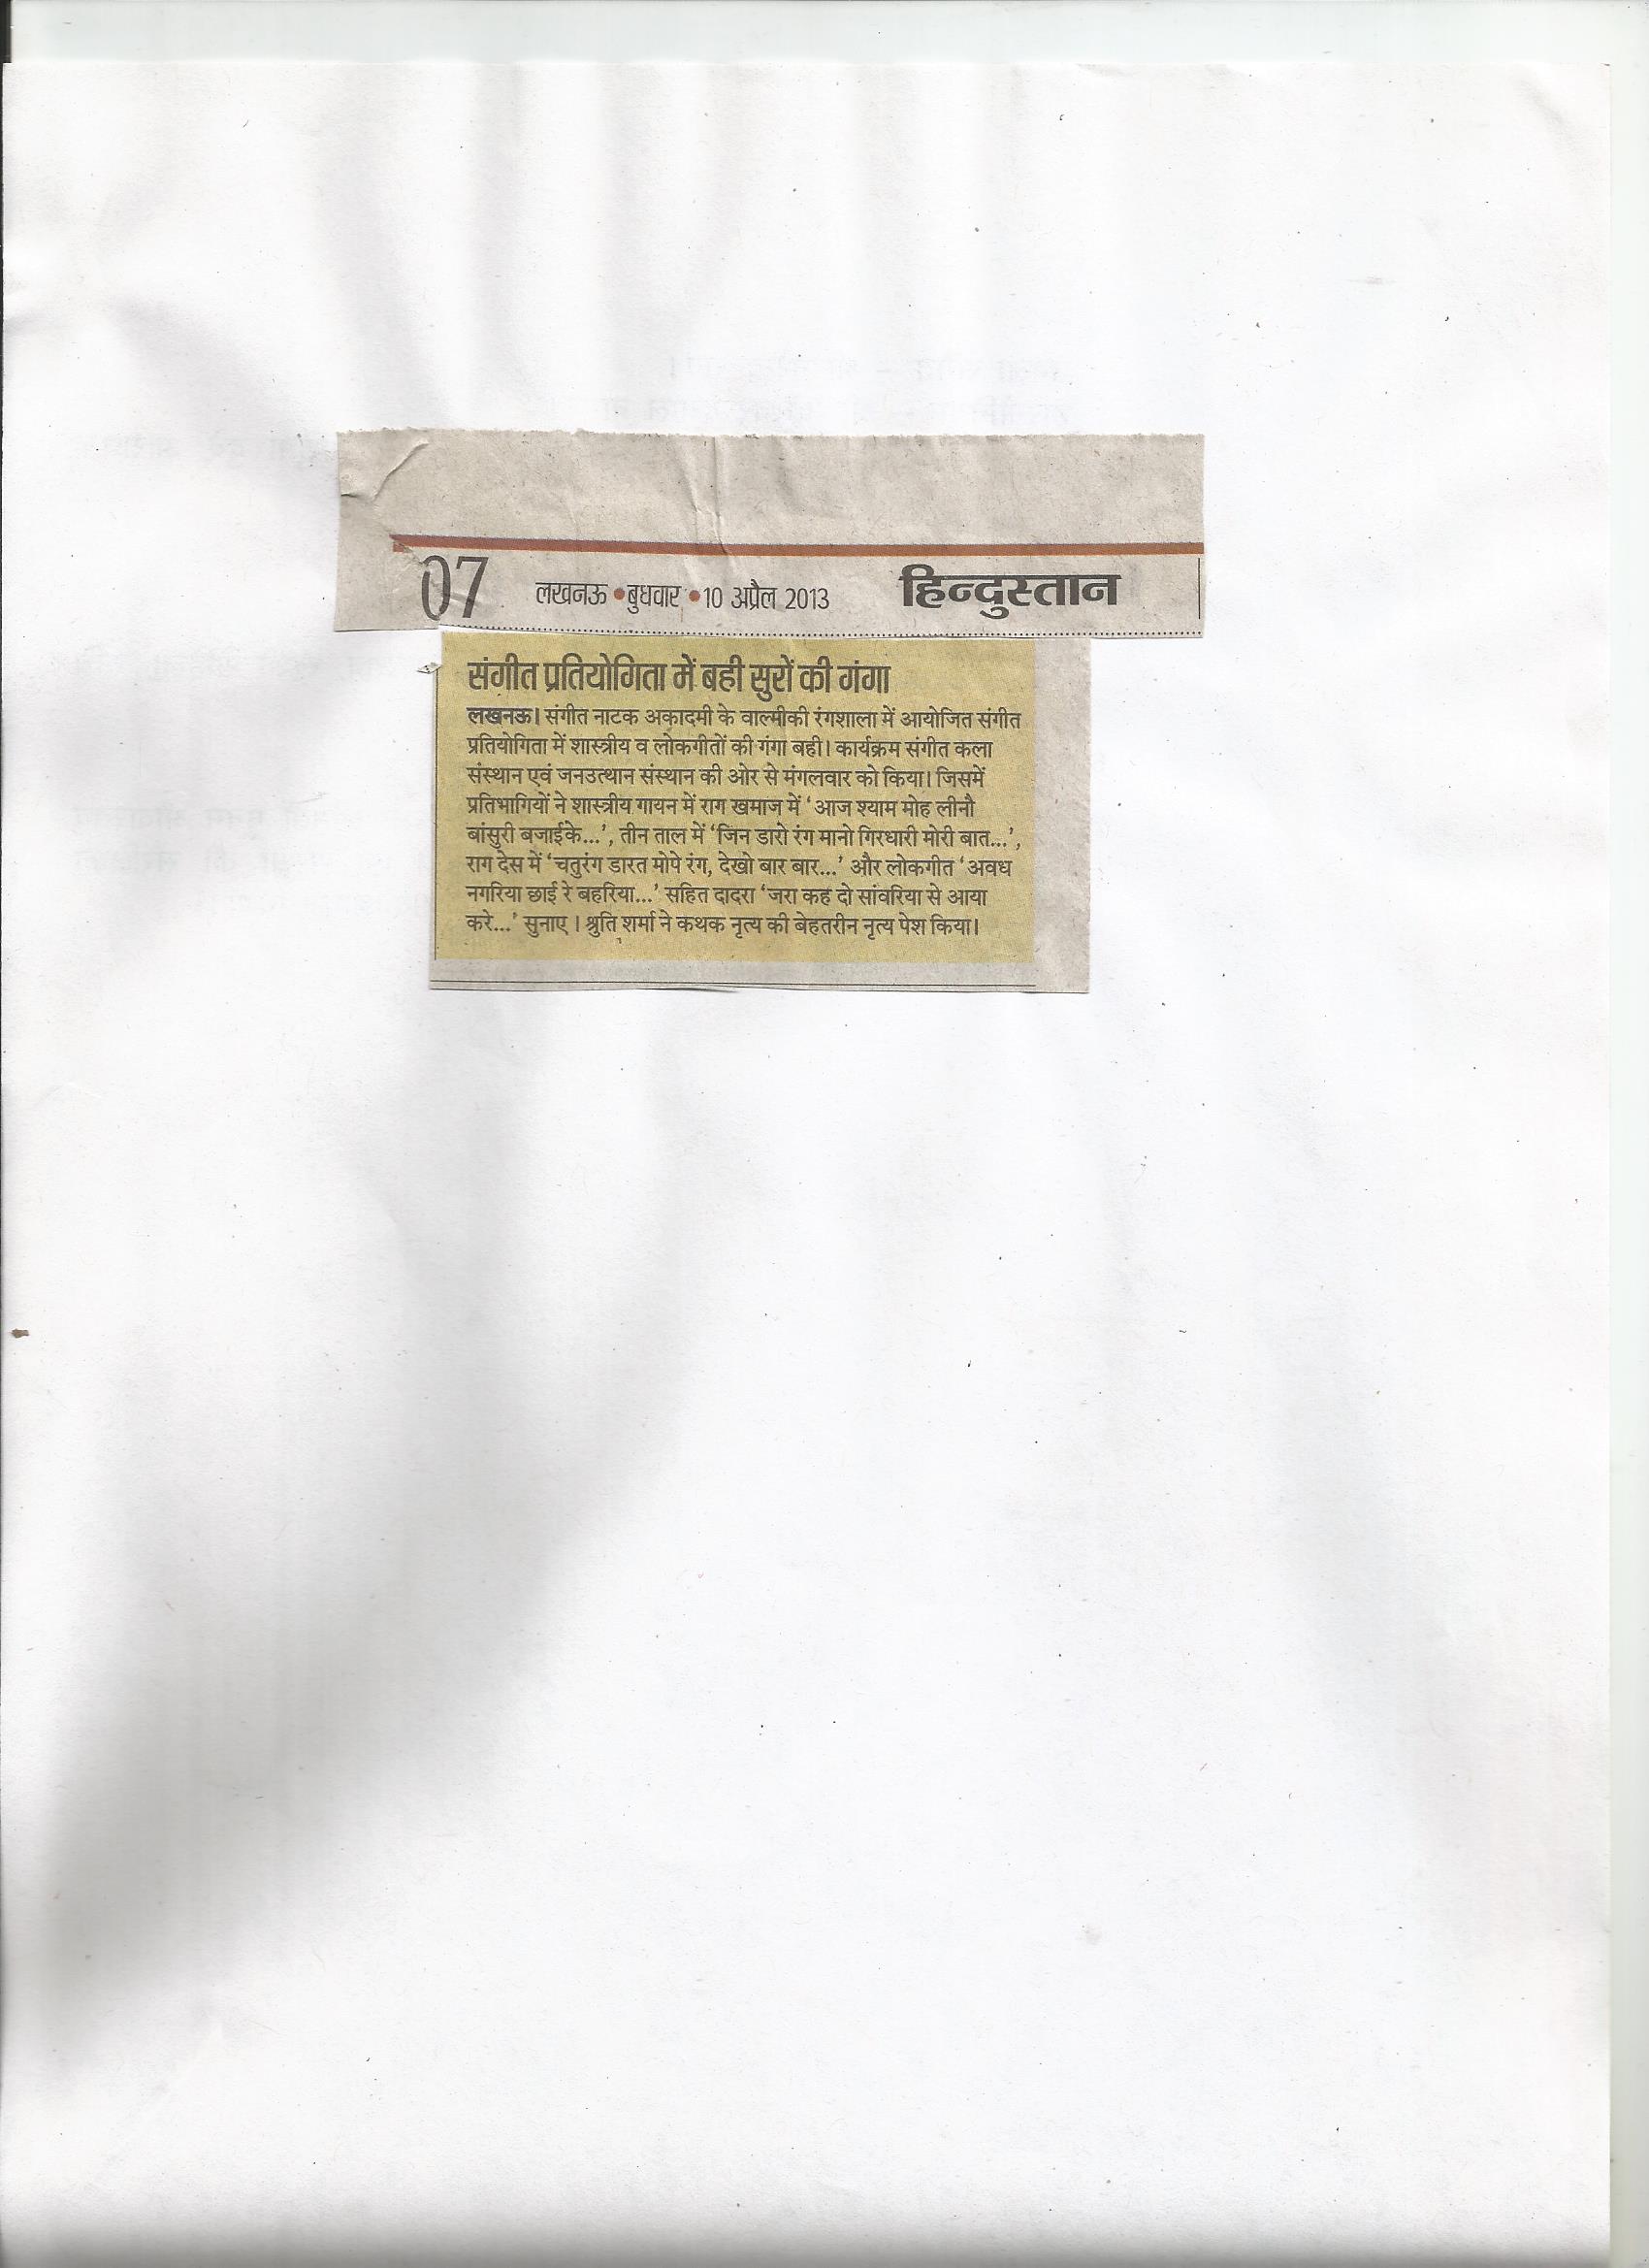 07 लखनऊ • बुधवार • 10 अप्रैल 2013 हिन्दुस्तान
संगीत प्रतियोगिता में बही सुरों की गंगा
लखनऊ। संगीत नाटक अकादमी के वाल्मीकी रंगशाला में आयोजित संगीत
प्रतियोगिता में शास्त्रीय व लोकगीतों की गंगा बही। कार्यक्रम संगीत कला
संस्थान एवं जनउत्थान संस्थान की ओर से मंगलवार को किया। जिसमें
प्रतिभागियों ने शास्त्रीय गायन में राग खमाज में ‘आज श्याम मोह लीनौ
बांसुरी बजाईके...’, तीन ताल में ‘जिन डारो रंग मानो गिरधारी मोरी बात...’,
राग देस में ‘चतुरंग डारत मोपे रंग, देखो बार बार...’ और लोकगीत ‘अवध
नगरिया छाई रे बहरिया...’ सहित दादरा ‘जरा कह दो सांवरिया से आया
करे...’ सुनाए। श्रुति शर्मा ने कथक नृत्य की बेहतरीन नृत्य पेश किया।